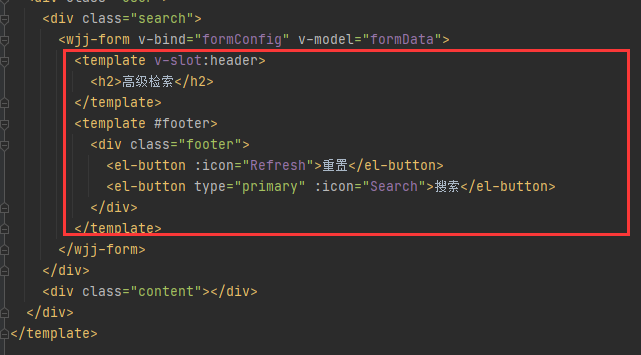 <div class="search">
<wjj-form v-bind="formConfig" v-model="formData">
<template v-slot:header>
<h2>高级检索</h2>
</template>
<template #footer>
<div class="footer">
<el-button :icon="Refresh">重置</el-button>
<el-button type="primary" :icon="Search">搜索</el-button>
</div>
</template>
</wjj-form>
</div>
<div class="content"></div>
</div>
</template>